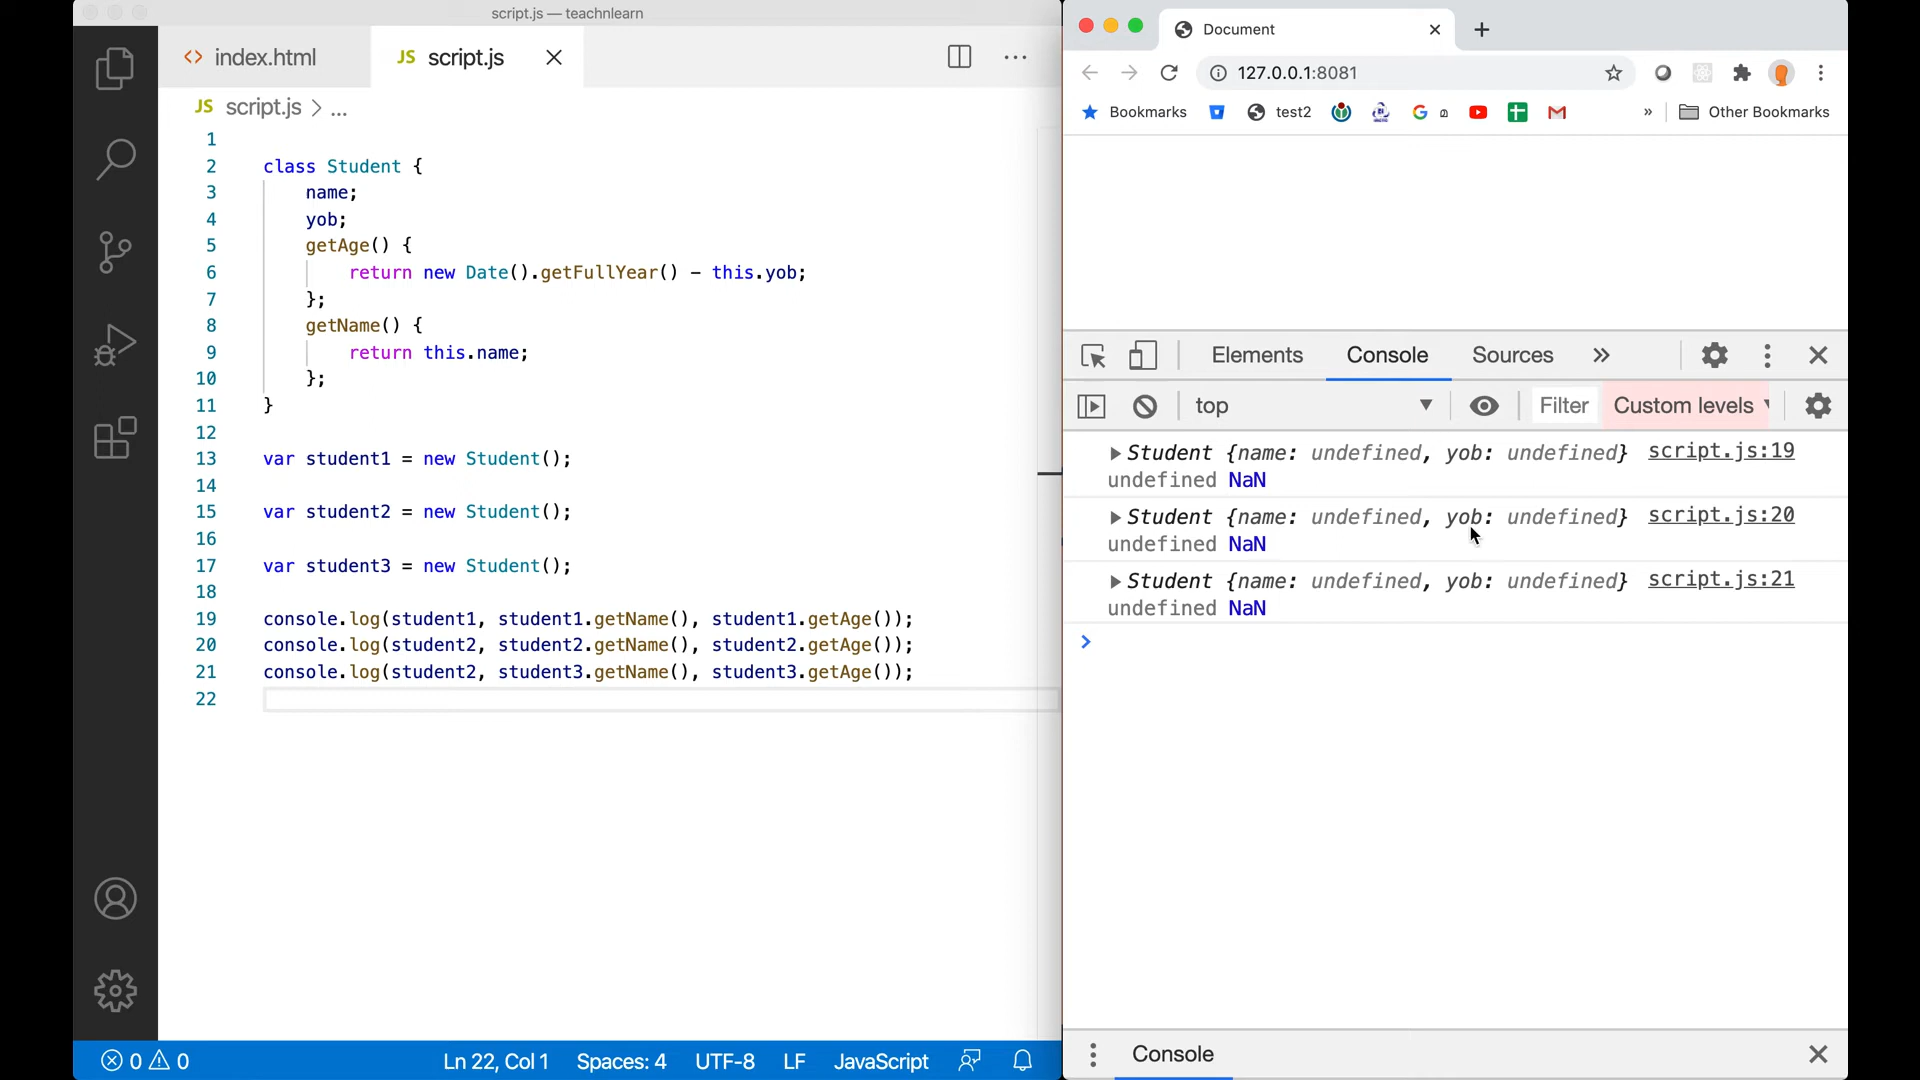 script.js — teachnlearn
index.html
JS script.js
JS script.js > ...
1
2 class Student {
3 name;
4 yob;
5 getAge() {
6 return new Date().getFullYear() - this.yob;
7 };
8 getName() {
9 return this.name;
10 };
11 }
12
13 var student1 = new Student();
14
15 var student2 = new Student();
16
17 var student3 = new Student();
18
19 console.log(student1, student1.getName(), student1.getAge());
20 console.log(student2, student2.getName(), student2.getAge());
21 console.log(student2, student3.getName(), student3.getAge());
22
0 0 Ln 22, Col 1 Spaces: 4 UTF-8 LF JavaScript
Document
127.0.0.1:8081
Bookmarks test2 » Other Bookmarks
Elements Console Sources »
top Filter Custom levels
Student {name: undefined, yob: undefined} script.js:19
undefined NaN
Student {name: undefined, yob: undefined} script.js:20
undefined NaN
Student {name: undefined, yob: undefined} script.js:21
undefined NaN
>
Console